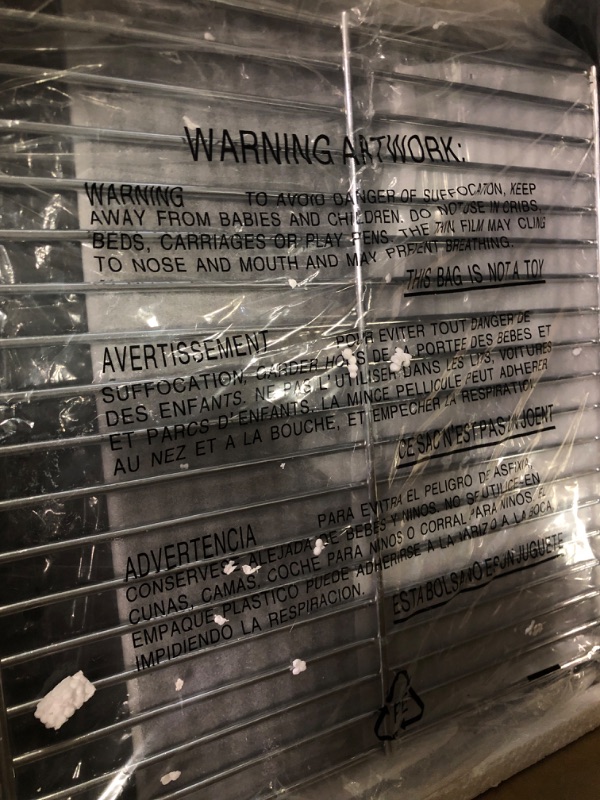 WARNING ARTWORK:
WARNING TO AVOID DANGER OF SUFFOCATION, KEEP
AWAY FROM BABIES AND CHILDREN. DO NOT USE IN CRIBS,
BEDS, CARRIAGES OR PLAY PENS. THE THIN FILM MAY CLING
TO NOSE AND MOUTH AND MAY PREVENT BREATHING.
THIS BAG IS NOT A TOY
AVERTISSEMENT POUR EVITER TOUT DANGER DE
SUFFOCATION, GARDER HORS DE LA PORTEE DES BEBES ET
DES ENFANTS. NE PAS L'UTILISER DANS LES LITS, VOITURES
ET PARCS D'ENFANTS. LA MINCE PELLICULE PEUT ADHERER
AU NEZ ET A LA BOUCHE, ET EMPECHER LA RESPIRATION.
CE SAC N'EST PAS UN JOENT
ADVERTENCIA PARA EVITRA EL PELIGRO DE ASFIXIA,
CONSERVESE ALEJADA DE BEBES Y NINOS. NO SE UTILICE EN
CUNAS, CAMAS, COCHE PARA NINOS O CORRAL PARA NINOS. EL
EMPAQUE PLASTICO PUEDE ADHERIRSE A LA NARIZ O A LA BOCA
IMPIDIENDO LA RESPIRACION.
ESTA BOLSA NO ES UN JUGUETE
PE